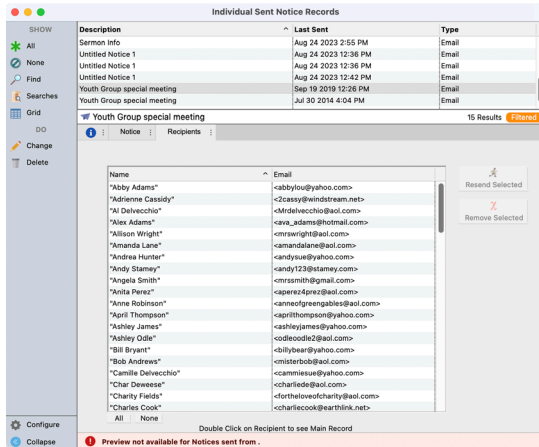 Individual Sent Notice Records
SHOW
All
None
Find
Searches
Grid
DO
Change
Delete
Configure
Collapse
Description Last Sent Type
Sermon Info Aug 24 2023 2:55 PM Email
Untitled Notice 1 Aug 24 2023 12:36 PM Email
Untitled Notice 1 Aug 24 2023 12:36 PM Email
Untitled Notice 1 Aug 24 2023 12:42 PM Email
Youth Group special meeting Sep 19 2019 12:26 PM Email
Youth Group special meeting Jul 30 2014 4:04 PM Email
Youth Group special meeting 15 Results Filtered
Notice Recipients
Name Email
"Abby Adams" <abbylou@yahoo.com>
"Adrienne Cassidy" <2cassy@windstream.net>
"Al Delvecchio" <Mrdelvecchio@aol.com>
"Alex Adams" <ava_adams@hotmail.com>
"Allison Wright" <mrswright@aol.com>
"Amanda Lane" <amandalane@aol.com>
"Andrea Hunter" <andysue@yahoo.com>
"Andy Stamey" <andy123@stamey.com>
"Angela Smith" <mrssmith@gmail.com>
"Anita Perez" <aperez4prez@aol.com>
"Anne Robinson" <anneofgreengables@aol.com>
"April Thompson" <aprilthompson@yahoo.com>
"Ashley James" <ashleyjames@yahoo.com>
"Ashley Odle" <odleoodle2@aol.com>
"Bill Bryant" <billybear@yahoo.com>
"Bob Andrews" <misterbob@aol.com>
"Camille Delvecchio" <cammiesue@yahoo.com>
"Char Deweese" <charliede@aol.com>
"Charity Fields" <fortheloveofcharity@aol.com>
"Charles Cook" <charliecook@earthlink.net>
Resend Selected
Remove Selected
All None
Double Click on Recipient to see Main Record
Preview not available for Notices sent from .